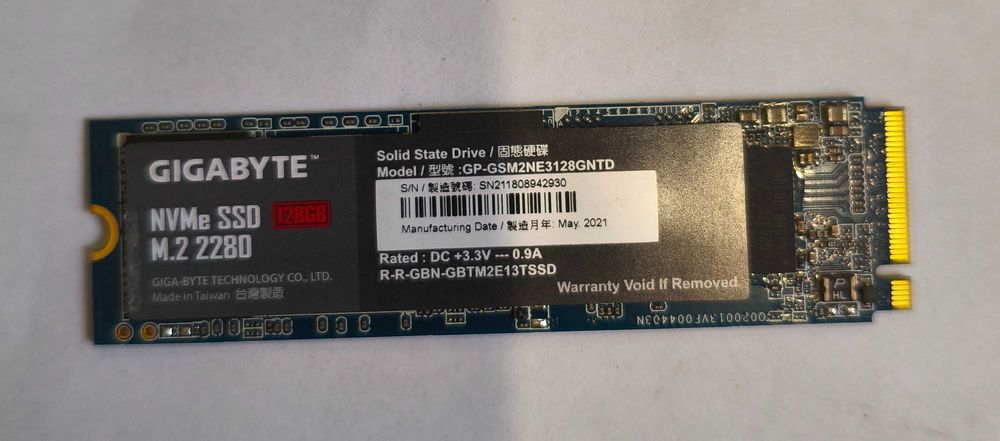 GIGABYTE™
NVMe SSD 128GB
M.2 2280
GIGA-BYTE TECHNOLOGY CO., LTD.
Made in Taiwan 台灣製造
Solid State Drive / 固態硬碟
Model / 型號 :GP-GSM2NE3128GNTD
S/N / 製造號碼: SN211808942930
Manufacturing Date / 製造月年: May. 2021
Rated : DC +3.3V --- 0.9A
R-R-GBN-GBTM2E13TSSD
Warranty Void If Removed
P
HL